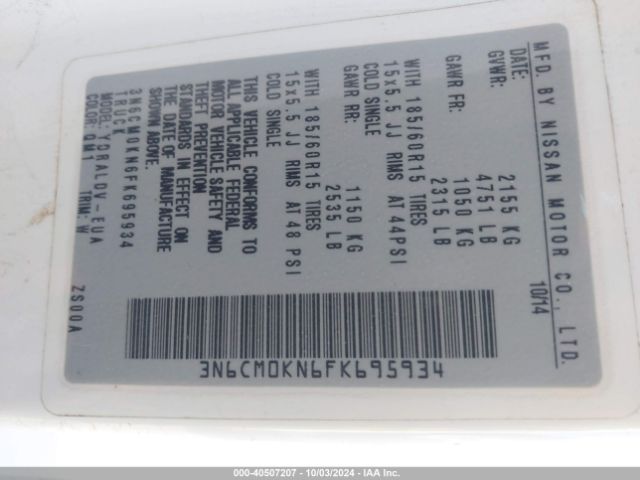 MFD. BY NISSAN MOTOR CO., LTD.
DATE: 10/14
GVWR: 2155 KG
4751 LB
GAWR FR: 1050 KG
2315 LB
WITH 185/60R15 TIRES
15x5.5 JJ RIMS AT 44PSI
COLD SINGLE
GAWR RR: 1150 KG
2535 LB
WITH 185/60R15 TIRES
15x5.5 JJ RIMS AT 48 PSI
COLD SINGLE
THIS VEHICLE CONFORMS TO
ALL APPLICABLE FEDERAL
MOTOR VEHICLE SAFETY AND
THEFT PREVENTION
STANDARDS IN EFFECT ON
THE DATE OF MANUFACTURE
SHOWN ABOVE.
3N6CM0KN6FK695934
TRUCK
MODEL: YDRALDV-EUA
COLOR: QM1 TRIM: W ZS00A
3N6CM0KN6FK695934
000-40507207 - 10/03/2024 - IAA Inc.